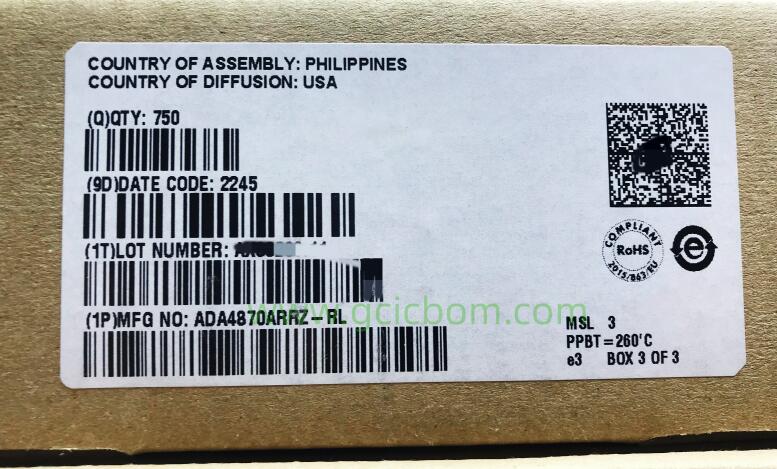 COUNTRY OF ASSEMBLY: PHILIPPINES
COUNTRY OF DIFFUSION: USA
(Q)QTY: 750
(9D)DATE CODE: 2245
(1T)LOT NUMBER:
COMPLIANT
RoHS
2015/863/EU
e
www.gcicbom.com
(1P)MFG NO: ADA4870ARRZ-RL
MSL 3
PPBT=260'C
e3 BOX 3 OF 3